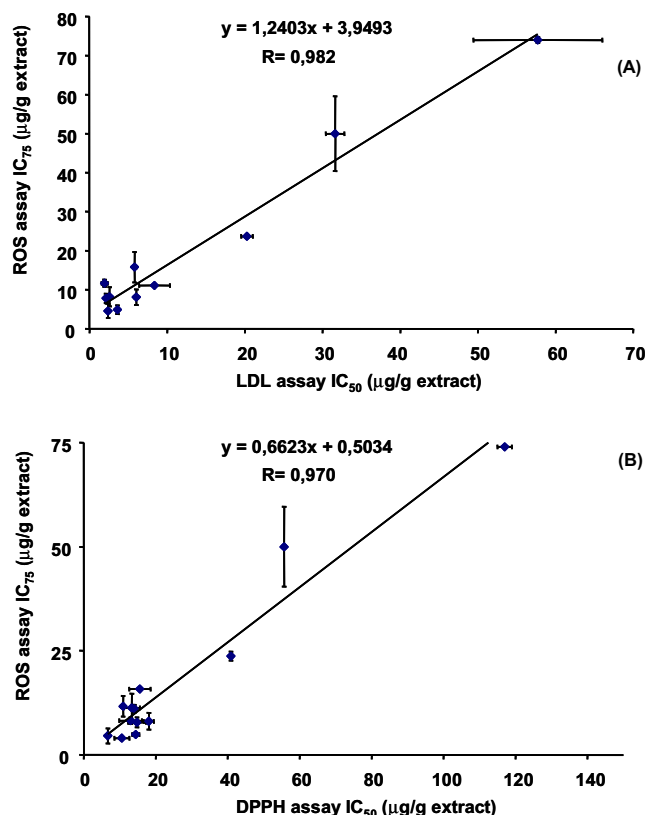 y = 1,2403x + 3,9493
R= 0,982
(A)
80
70
60
50
40
30
20
10
0
ROS assay IC75 (μg/g extract)
0 10 20 30 40 50 60 70
LDL assay IC50 (μg/g extract)
y = 0,6623x + 0,5034
R= 0,970
(B)
75
50
25
0
ROS assay IC75 (μg/g extract)
0 20 40 60 80 100 120 140
DPPH assay IC50 (μg/g extract)